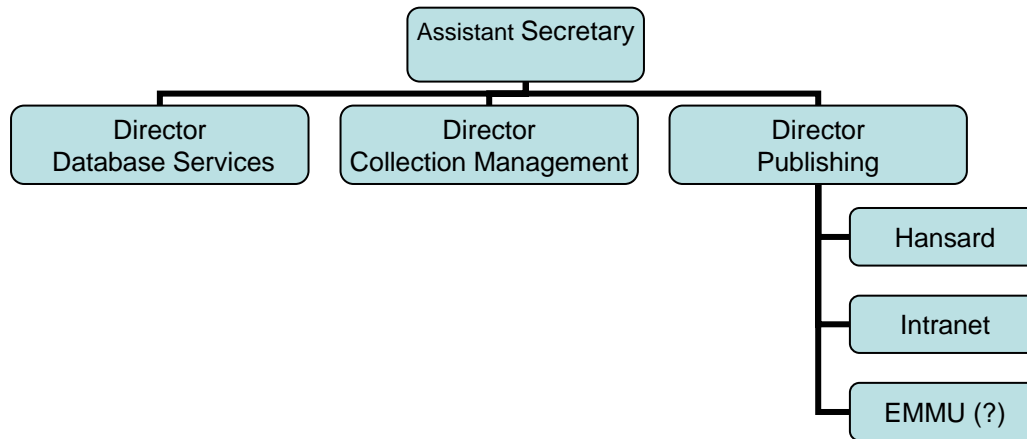 Assistant Secretary
Director
Database Services
Director
Collection Management
Director
Publishing
Hansard
Intranet
EMMU (?)